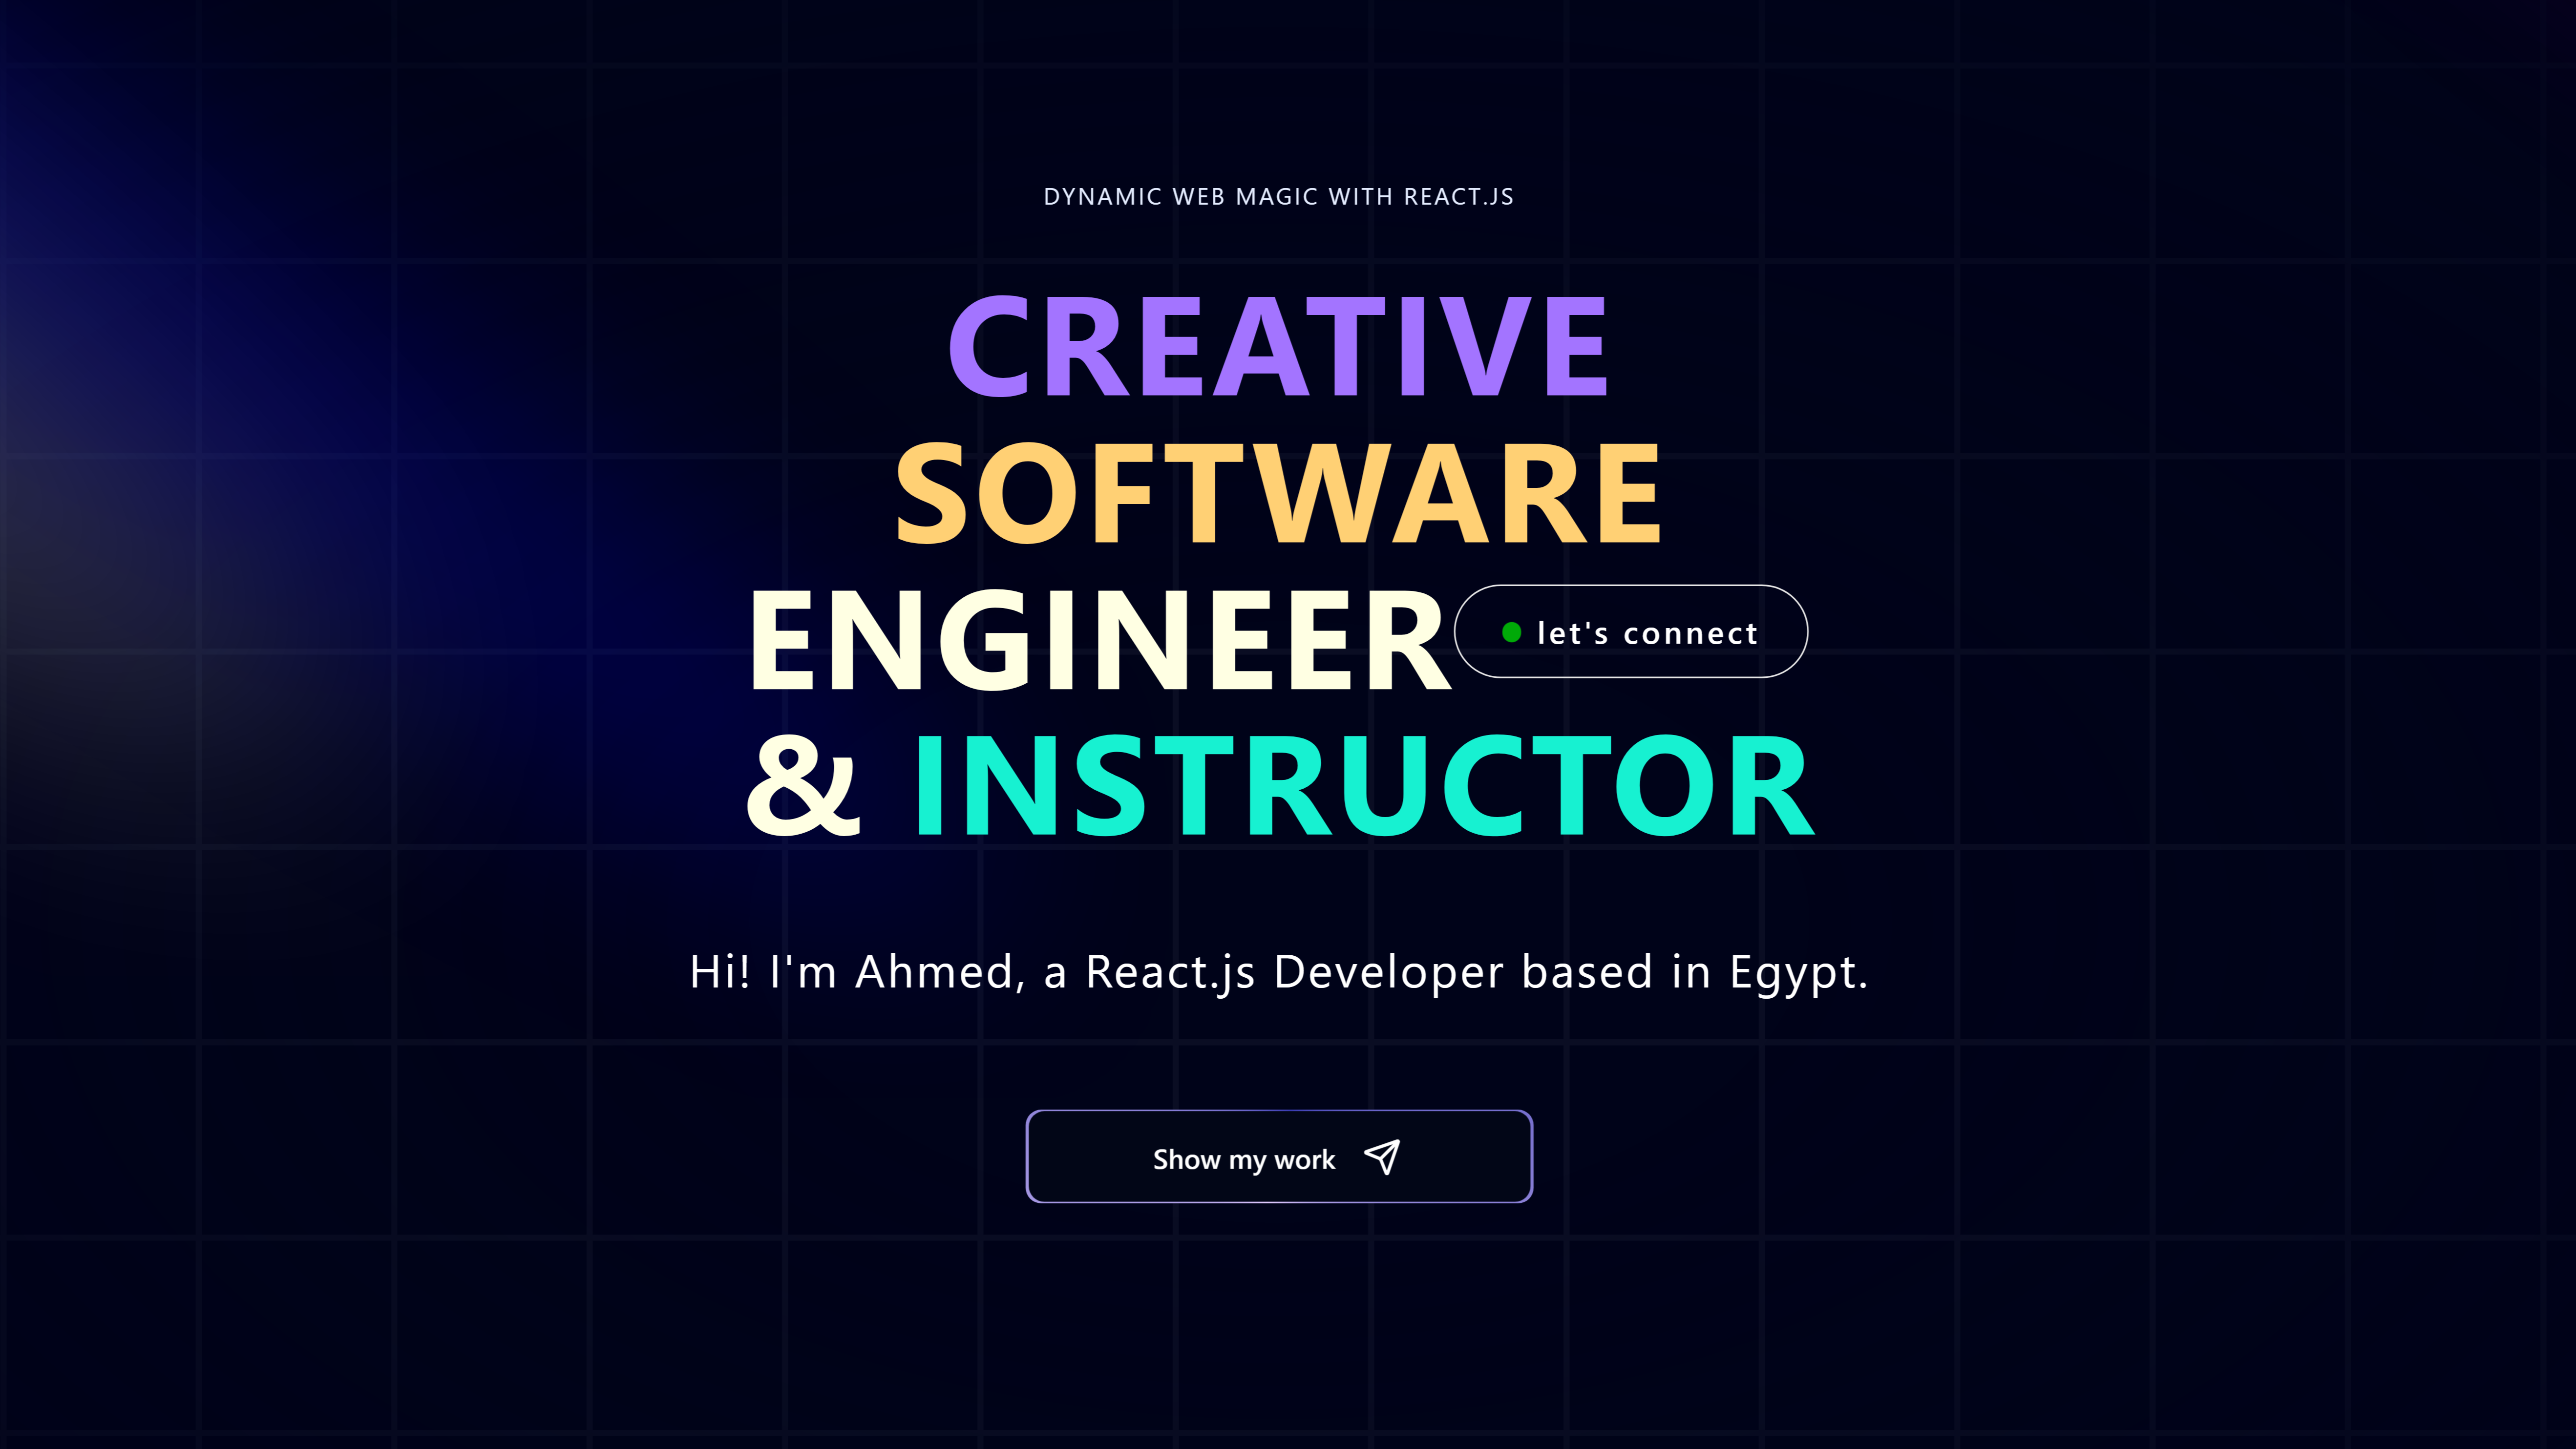 DYNAMIC WEB MAGIC WITH REACT.JS
CREATIVE
SOFTWARE
ENGINEER let's connect
& INSTRUCTOR
Hi! I'm Ahmed, a React.js Developer based in Egypt.
Show my work